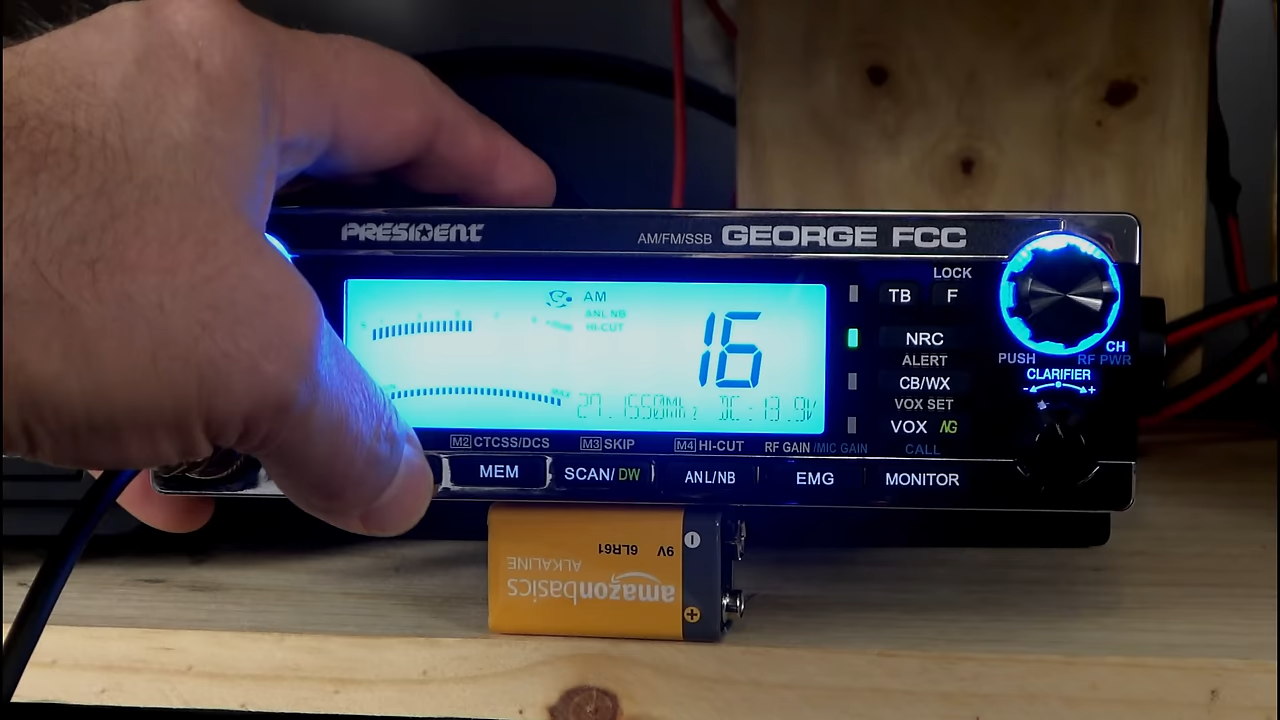 PRESIDENT
AM/FM/SSB GEORGE FCC
LOCK
TB F
AM
ANL NB
HI-CUT
16
NRC
ALERT
CB/WX
VOX SET
VOX NG
CALL
27.1550MHz DC:13.9V
PUSH
CH
RF PWR
CLARIFIER
- +
M2 CTCSS/DCS M3 SKIP M4 HI-CUT RF GAIN /MIC GAIN
MEM SCAN/DW ANL/NB EMG MONITOR
9V 6LR61
amazonbasics
ALKALINE